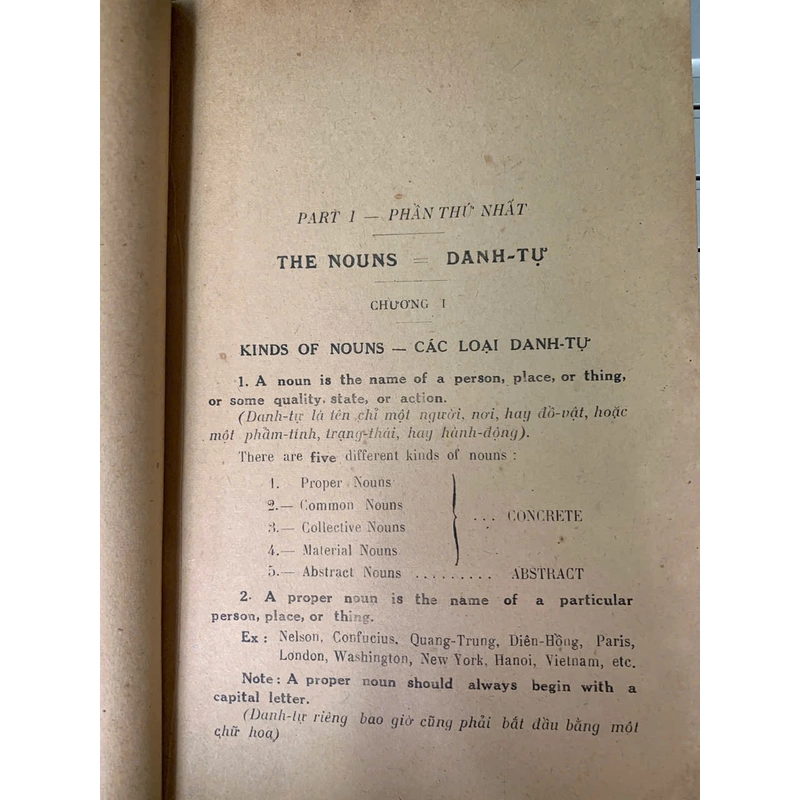 PART I — PHẦN THỨ NHẤT
THE NOUNS = DANH-TỰ
CHƯƠNG I
KINDS OF NOUNS — CÁC LOẠI DANH-TỰ
1. A noun is the name of a person, place, or thing,
or some quality, state, or action.
(Danh-tự là tên chỉ một người, nơi, hay đồ-vật, hoặc
một phẩm-tính, trạng-thái, hay hành-động).
There are five different kinds of nouns :
1. Proper Nouns
2.— Common Nouns
... CONCRETE
3.— Collective Nouns
4.— Material Nouns
5.— Abstract Nouns ......... ABSTRACT
2. A proper noun is the name of a particular
person, place, or thing.
Ex : Nelson, Confucius. Quang-Trung, Diên-Hồng, Paris,
London, Washington, New York, Hanoi, Vietnam, etc.
Note : A proper noun should always begin with a
capital letter.
(Danh-tự riêng bao giờ cũng phải bắt đầu bằng một
chữ hoa)